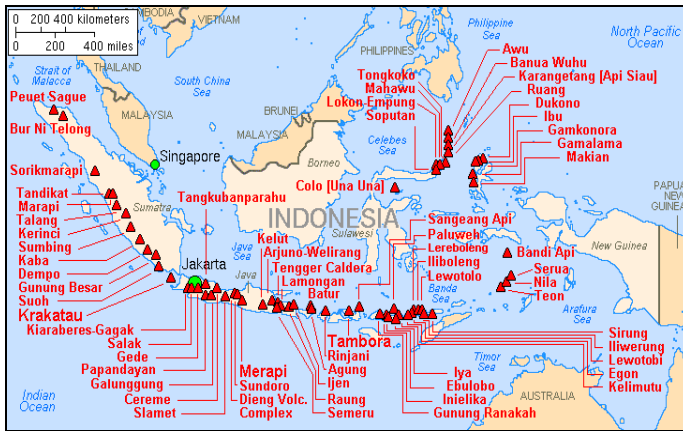 0 200 400 kilometers
0 200 400 miles
CAMBODIA
VIETNAM
THAILAND
Strait of
Malacca
South China
Sea
PHILIPPINES
Philippine
Sea
North Pacific
Ocean
MALAYSIA
BRUNEI
MALAYSIA
Singapore
Borneo
Celebes
Sea
Sumatra
INDONESIA
Sulawesi
New Guinea
PAPUA
NEW
GUINEA
Java
Sea
Java
Jakarta
Banda
Sea
Arafura
Sea
Timor
Sea
Indian
Ocean
AUSTRALIA
Peuet Sague
Bur Ni Telong
Sorikmarapi
Tandikat
Marapi
Talang
Kerinci
Sumbing
Kaba
Dempo
Gunung Besar
Suoh
Krakatau
Kiaraberes-Gagak
Salak
Gede
Papandayan
Galunggung
Cereme
Slamet
Tangkubanparahu
Merapi
Sundoro
Dieng Volc.
Complex
Kelut
Arjuno-Welirang
Tengger Caldera
Lamongan
Batur
Tambora
Rinjani
Agung
Ijen
Raung
Semeru
Colo [Una Una]
Tongkoko
Mahawu
Lokon Empung
Soputan
Awu
Banua Wuhu
Karangetang [Api Siau]
Ruang
Dukono
Ibu
Gamkonora
Gamalama
Makian
Sangeang Api
Paluweh
Lereboleng
Iliboleng
Lewotolo
Bandi Api
Serua
Nila
Teon
Sirung
Iliwerung
Lewotobi
Egon
Kelimutu
Iya
Ebulobo
Inielika
Gunung Ranakah